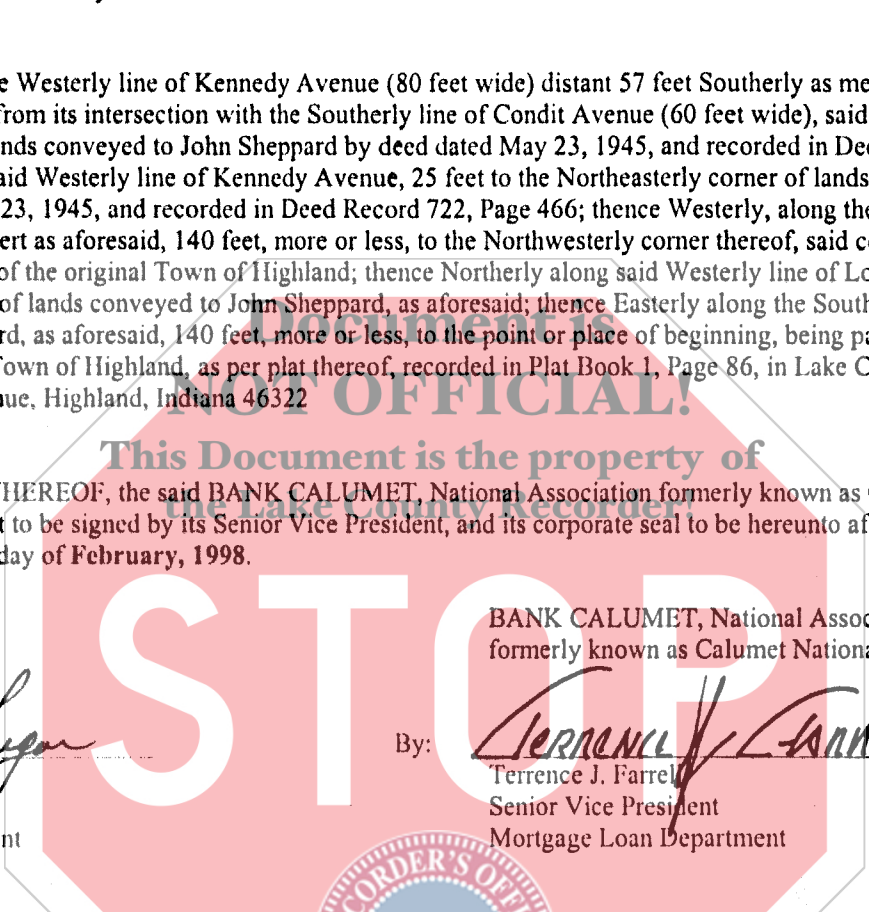 e Westerly line of Kennedy Avenue (80 feet wide) distant 57 feet Southerly as me
from its intersection with the Southerly line of Condit Avenue (60 feet wide), said
nds conveyed to John Sheppard by deed dated May 23, 1945, and recorded in Dee
aid Westerly line of Kennedy Avenue, 25 feet to the Northeasterly corner of lands
23, 1945, and recorded in Deed Record 722, Page 466; thence Westerly, along the
ert as aforesaid, 140 feet, more or less, to the Northwesterly corner thereof, said c
of the original Town of Highland; thence Northerly along said Westerly line of Lo
of lands conveyed to John Sheppard, as aforesaid; thence Easterly along the South
Document is
rd, as aforesaid, 140 feet, more or less, to the point or place of beginning, being pa
Town of Highland, as per plat thereof, recorded in Plat Book 1, Page 86, in Lake C
NOT OFFICIAL!
ue, Highland, Indiana 46322
This Document is the property of
HEREOF, the said BANK CALUMET, National Association formerly known as
the Lake County Recorder!
t to be signed by its Senior Vice President, and its corporate seal to be hereunto af
day of February, 1998.
STOP
BANK CALUMET, National Assoc
formerly known as Calumet Nationa
By:
Terrence J. Farrell
Senior Vice President
nt
Mortgage Loan Department
CORDER'S OFF